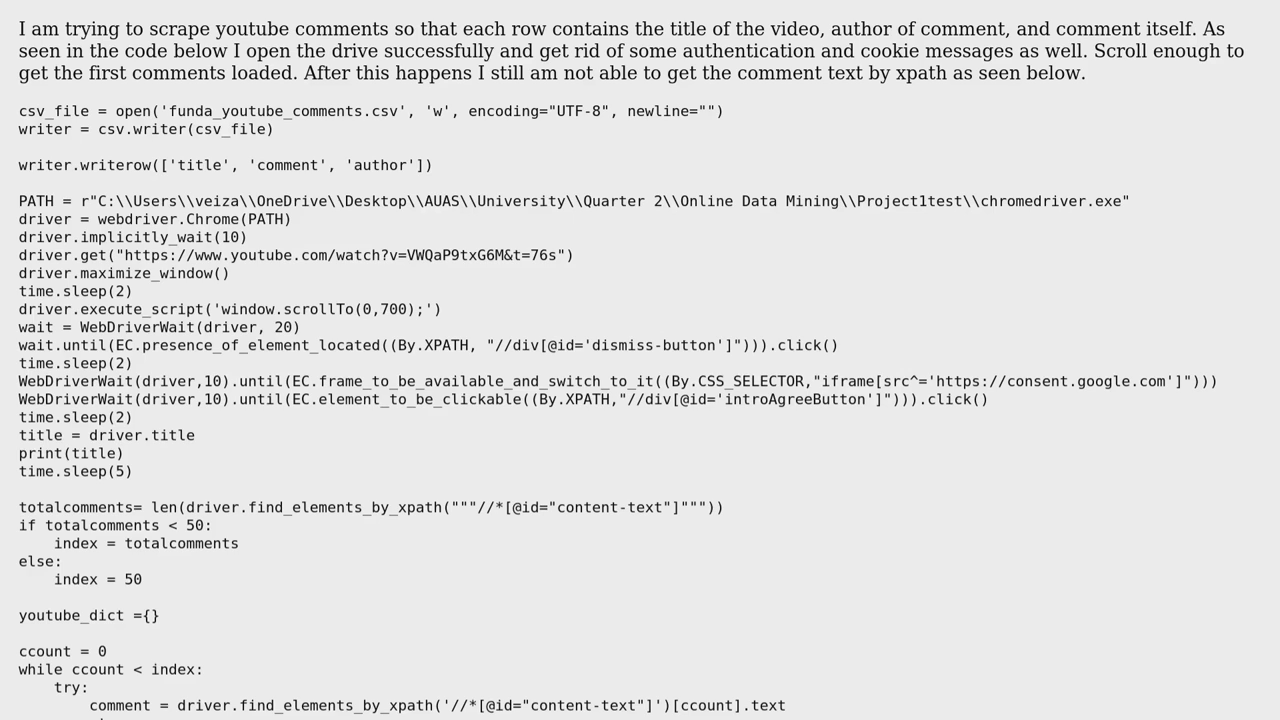 I am trying to scrape youtube comments so that each row contains the title of the video, author of comment, and comment itself. As
seen in the code below I open the drive successfully and get rid of some authentication and cookie messages as well. Scroll enough to
get the first comments loaded. After this happens I still am not able to get the comment text by xpath as seen below.
csv_file = open('funda_youtube_comments.csv', 'w', encoding="UTF-8", newline="")
writer = csv.writer(csv_file)
writer.writerow(['title', 'comment', 'author'])
PATH = r"C:\\Users\\veiza\\OneDrive\\Desktop\\AUAS\\University\\Quarter 2\\Online Data Mining\\Project1test\\chromedriver.exe"
driver = webdriver.Chrome(PATH)
driver.implicitly_wait(10)
driver.get("https://www.youtube.com/watch?v=VWQaP9txG6M&t=76s")
driver.maximize_window()
time.sleep(2)
driver.execute_script('window.scrollTo(0,700);')
wait = WebDriverWait(driver, 20)
wait.until(EC.presence_of_element_located((By.XPATH, "//div[@id='dismiss-button']"))).click()
time.sleep(2)
WebDriverWait(driver,10).until(EC.frame_to_be_available_and_switch_to_it((By.CSS_SELECTOR,"iframe[src^='https://consent.google.com']")))
WebDriverWait(driver,10).until(EC.element_to_be_clickable((By.XPATH,"//div[@id='introAgreeButton']"))).click()
time.sleep(2)
title = driver.title
print(title)
time.sleep(5)
totalcomments= len(driver.find_elements_by_xpath("""//*[@id="content-text"]"""))
if totalcomments < 50:
    index = totalcomments
else:
    index = 50
youtube_dict ={}
ccount = 0
while ccount < index:
    try:
        comment = driver.find_elements_by_xpath('//*[@id="content-text"]')[ccount].text